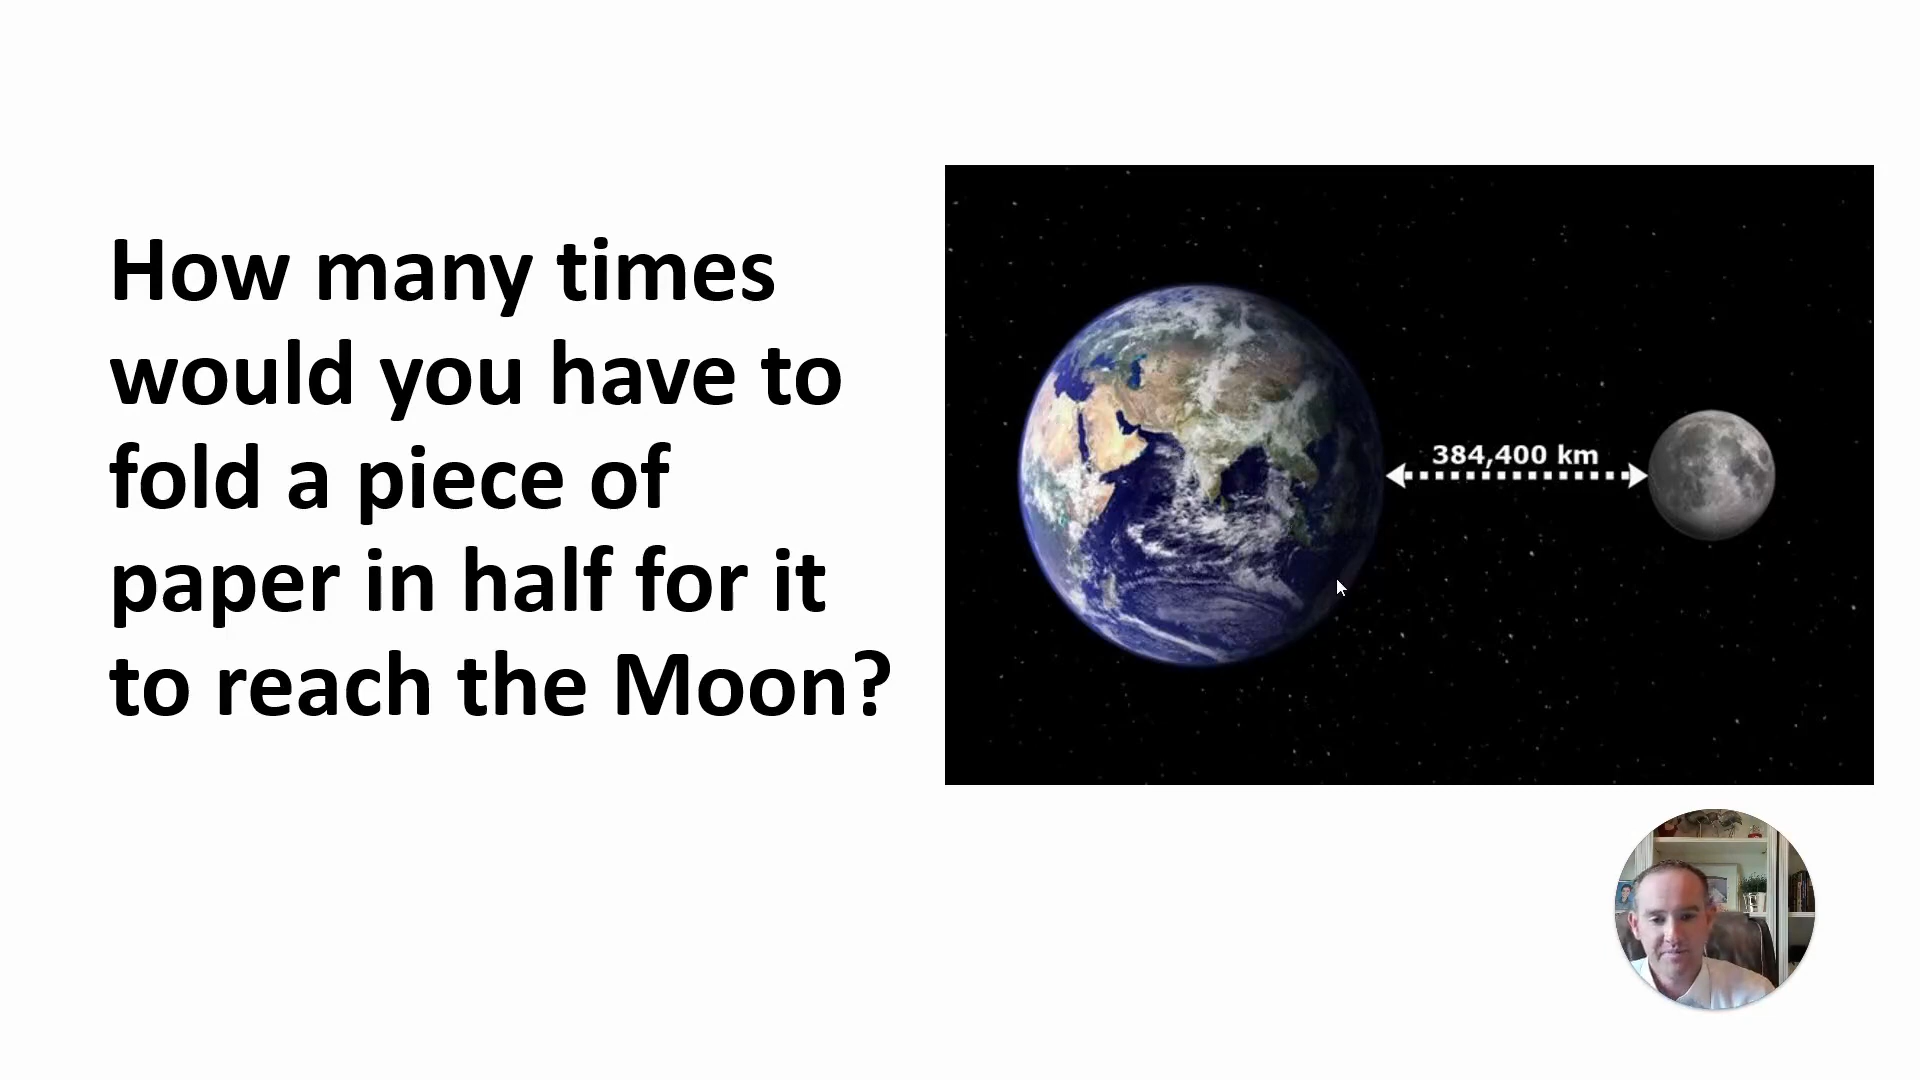 How many times
would you have to
fold a piece of
paper in half for it
to reach the Moon?
384,400 km